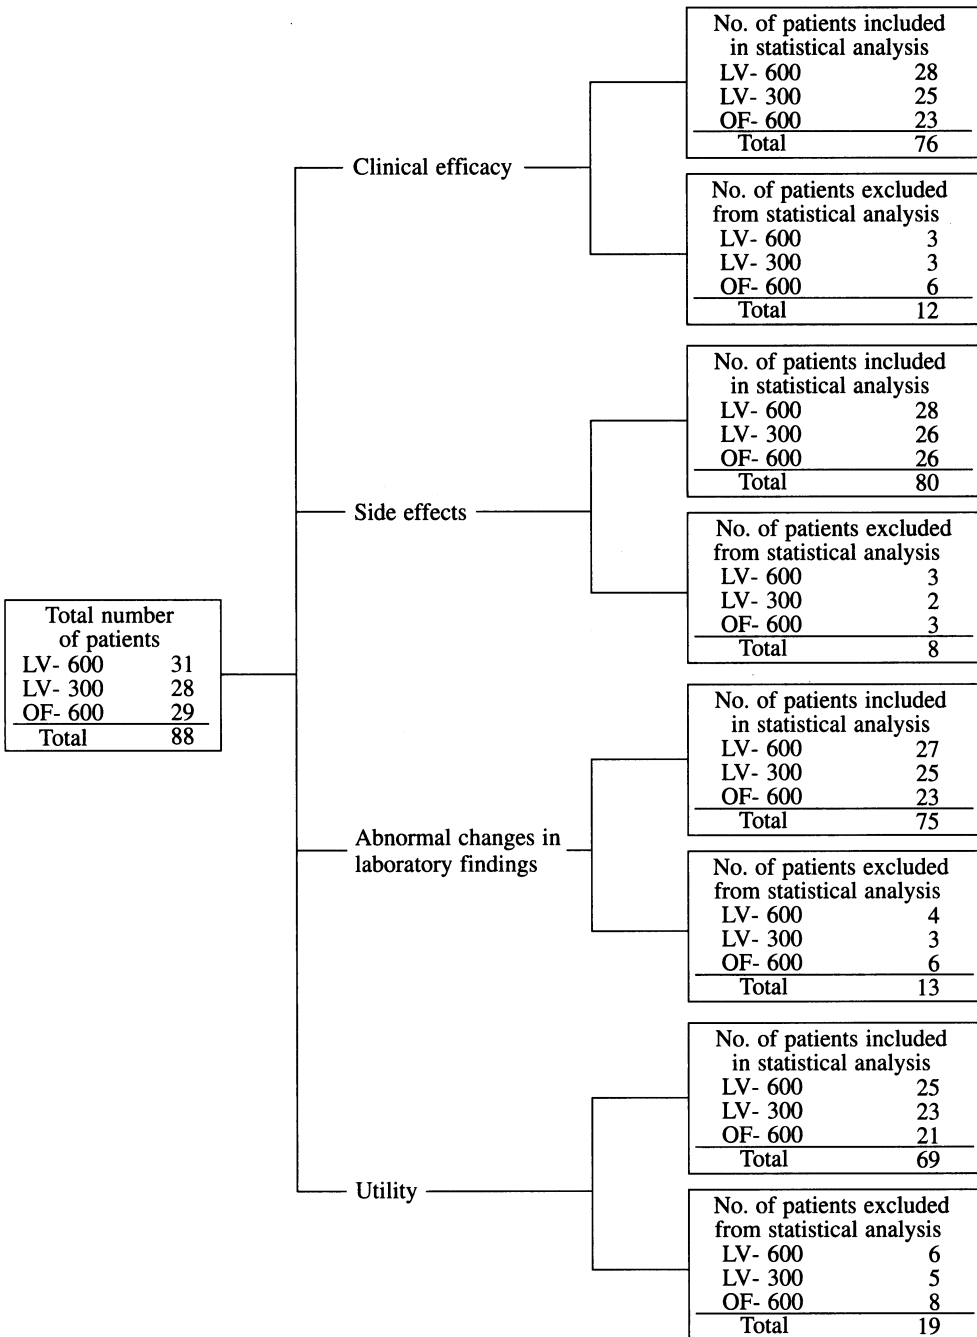 No. of patients included
in statistical analysis
LV- 600 28
LV- 300 25
OF- 600 23
Total 76
Clinical efficacy
No. of patients excluded
from statistical analysis
LV- 600 3
LV- 300 3
OF- 600 6
Total 12
No. of patients included
in statistical analysis
LV- 600 28
LV- 300 26
OF- 600 26
Total 80
Side effects
No. of patients excluded
from statistical analysis
LV- 600 3
LV- 300 2
OF- 600 3
Total 8
Total number
of patients
LV- 600 31
LV- 300 28
OF- 600 29
Total 88
No. of patients included
in statistical analysis
LV- 600 27
LV- 300 25
OF- 600 23
Total 75
Abnormal changes in
laboratory findings
No. of patients excluded
from statistical analysis
LV- 600 4
LV- 300 3
OF- 600 6
Total 13
No. of patients included
in statistical analysis
LV- 600 25
LV- 300 23
OF- 600 21
Total 69
Utility
No. of patients excluded
from statistical analysis
LV- 600 6
LV- 300 5
OF- 600 8
Total 19